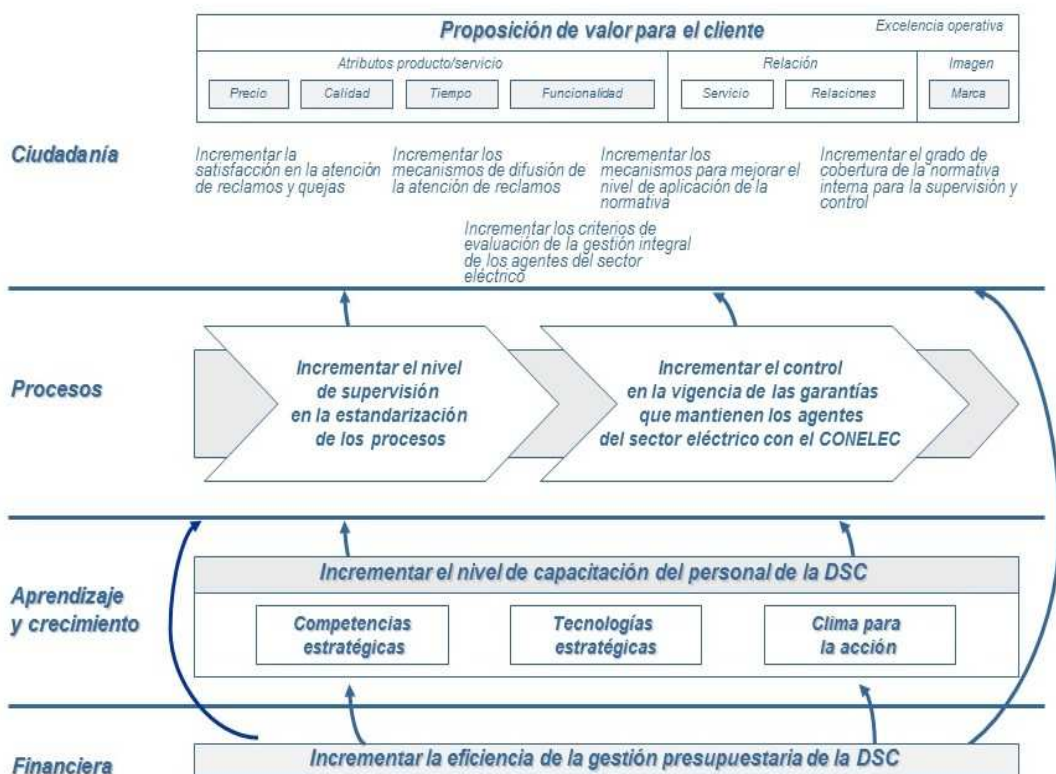 Proposición de valor para el cliente
Excelencia operativa
Atributos producto/servicio
Relación
Imagen
Precio
Calidad
Tiempo
Funcionalidad
Servicio
Relaciones
Marca
Ciudadanía
Incrementar la
satisfacción en la atención
de reclamos y quejas
Incrementar los
mecanismos de difusión de
la atención de reclamos
Incrementar los
mecanismos para mejorar el
nivel de aplicación de la
normativa
Incrementar el grado de
cobertura de la normativa
interna para la supervisión y
control
Incrementar los criterios de
evaluación de la gestión integral
de los agentes del sector
eléctrico
Procesos
Incrementar el nivel
de supervisión
en la estandarización
de los procesos
Incrementar el control
en la vigencia de las garantías
que mantienen los agentes
del sector eléctrico con el CONELEC
Aprendizaje
y crecimiento
Incrementar el nivel de capacitación del personal de la DSC
Competencias
estratégicas
Tecnologías
estratégicas
Clima para
la acción
Financiera
Incrementar la eficiencia de la gestión presupuestaria de la DSC